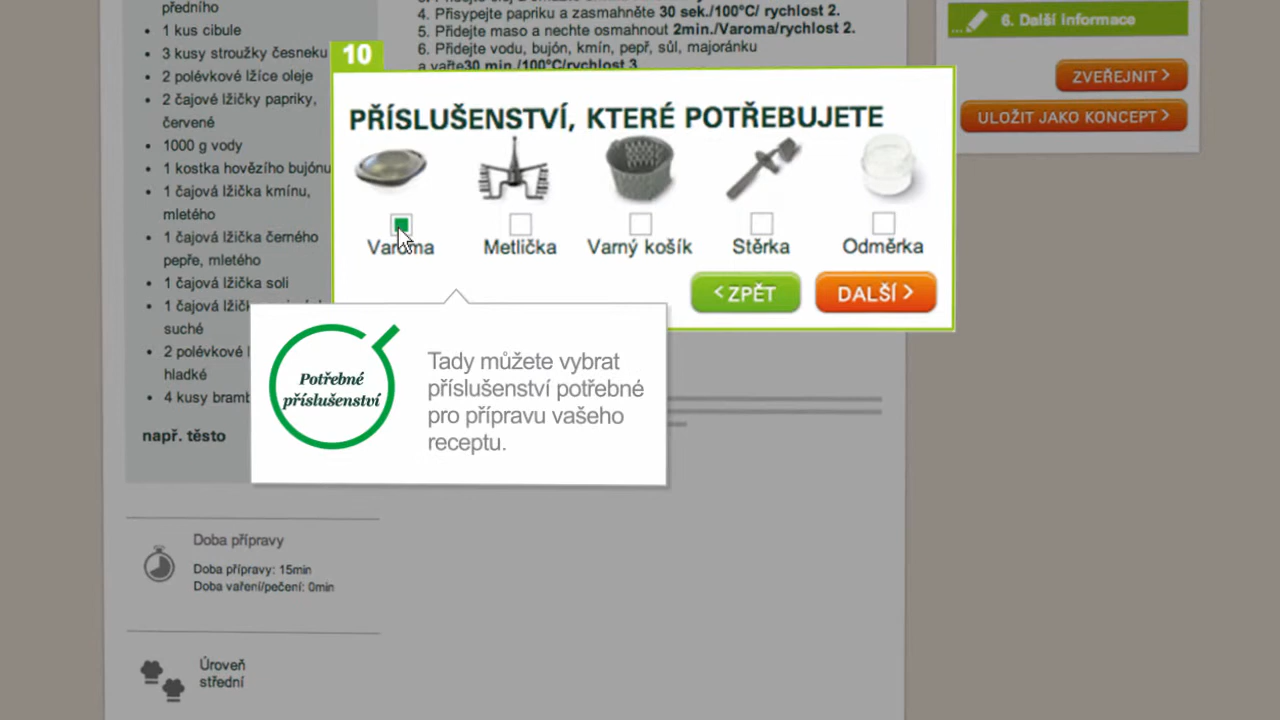 předního
• 1 kus cibule
• 3 kusy stroužky česneku
• 2 polévkové lžíce oleje
• 2 čajové lžičky papriky,
červené
• 1000 g vody
• 1 kostka hovězího bujónu
• 1 čajová lžička kmínu,
mletého
• 1 čajová lžička černého
pepře, mletého
• 1 čajová lžička soli
• 1 čajová
suché
• 2 polévkové
hladké
• 4 kusy
např. těsto
4. Přisypejte papriku a zasmahněte 30 sek./100°C/ rychlost 2.
5. Přidejte maso a nechte osmahnout 2min./Varoma/rychlost 2.
6. Přidejte vodu, bujón, kmín, pepř, sůl, majoránku
a vařte30 min./100°C/rychlost 3
... 6. Další informace
ZVEŘEJNIT >
ULOŽIT JAKO KONCEPT >
10
PŘÍSLUŠENSTVÍ, KTERÉ POTŘEBUJETE
Varoma Metlička Varný košík Stěrka Odměrka
< ZPĚT DALŠÍ >
Potřebné
příslušenství
Tady můžete vybrat
příslušenství potřebné
pro přípravu vašeho
receptu.
Doba přípravy
Doba přípravy: 15min
Doba vaření/pečení: 0min
Úroveň
střední